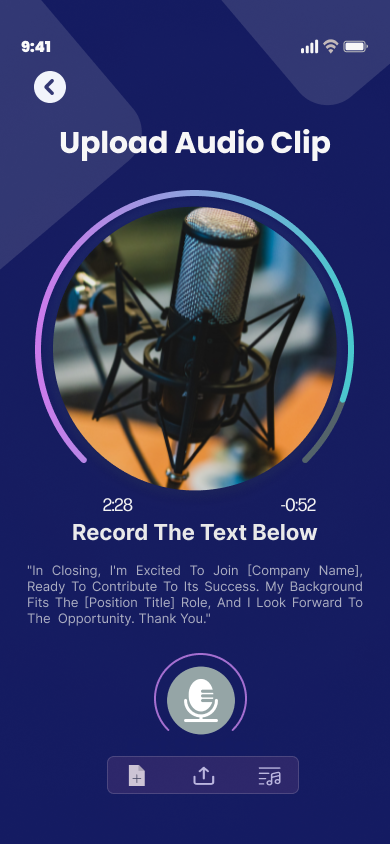 9:41
Upload Audio Clip
2:28 -0:52
Record The Text Below
"In Closing, I'm Excited To Join [Company Name],
Ready To Contribute To Its Success. My Background
Fits The [Position Title] Role, And I Look Forward To
The Opportunity. Thank You."